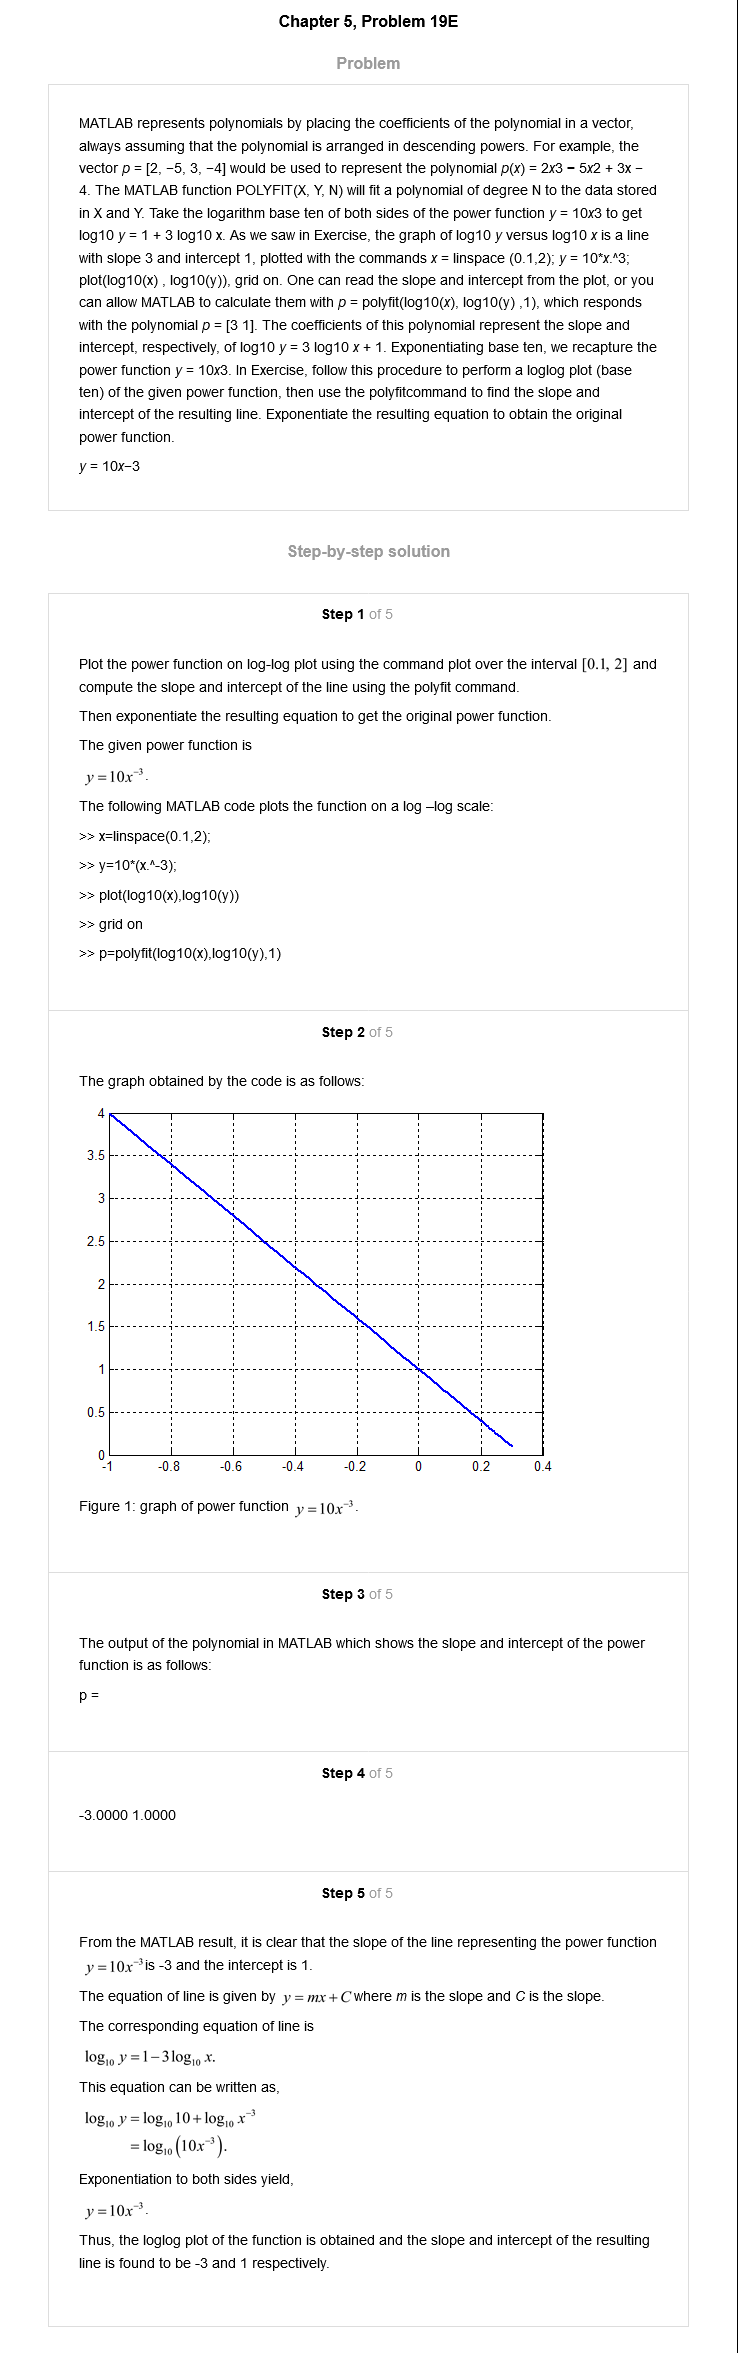 Chapter 5, Problem 19E
Problem
MATLAB represents polynomials by placing the coefficients of the polynomial in a vector,
always assuming that the polynomial is arranged in descending powers. For example, the
vector p = [2, −5, 3, −4] would be used to represent the polynomial p(x) = 2x3 − 5x2 + 3x −
4. The MATLAB function POLYFIT(X, Y, N) will fit a polynomial of degree N to the data stored
in X and Y. Take the logarithm base ten of both sides of the power function y = 10x3 to get
log10 y = 1 + 3 log10 x. As we saw in Exercise, the graph of log10 y versus log10 x is a line
with slope 3 and intercept 1, plotted with the commands x = linspace (0.1,2); y = 10*x.^3;
plot(log10(x) , log10(y)), grid on. One can read the slope and intercept from the plot, or you
can allow MATLAB to calculate them with p = polyfit(log10(x), log10(y) ,1), which responds
with the polynomial p = [3 1]. The coefficients of this polynomial represent the slope and
intercept, respectively, of log10 y = 3 log10 x + 1. Exponentiating base ten, we recapture the
power function y = 10x3. In Exercise, follow this procedure to perform a loglog plot (base
ten) of the given power function, then use the polyfitcommand to find the slope and
intercept of the resulting line. Exponentiate the resulting equation to obtain the original
power function.
y = 10x−3
Step-by-step solution
Step 1 of 5
Plot the power function on log-log plot using the command plot over the interval [0.1, 2] and
compute the slope and intercept of the line using the polyfit command.
Then exponentiate the resulting equation to get the original power function.
The given power function is
y = 10x⁻³.
The following MATLAB code plots the function on a log –log scale:
>> x=linspace(0.1,2);
>> y=10*(x.^-3);
>> plot(log10(x),log10(y))
>> grid on
>> p=polyfit(log10(x),log10(y),1)
Step 2 of 5
The graph obtained by the code is as follows:
4
3.5
3
2.5
2
1.5
1
0.5
0
-1 -0.8 -0.6 -0.4 -0.2 0 0.2 0.4
Figure 1: graph of power function y = 10x⁻³.
Step 3 of 5
The output of the polynomial in MATLAB which shows the slope and intercept of the power
function is as follows:
p =
Step 4 of 5
-3.0000 1.0000
Step 5 of 5
From the MATLAB result, it is clear that the slope of the line representing the power function
y = 10x⁻³ is -3 and the intercept is 1.
The equation of line is given by y = mx + C where m is the slope and C is the slope.
The corresponding equation of line is
log₁₀ y = 1 − 3 log₁₀ x.
This equation can be written as,
log₁₀ y = log₁₀ 10 + log₁₀ x⁻³
= log₁₀ (10x⁻³).
Exponentiation to both sides yield,
y = 10x⁻³.
Thus, the loglog plot of the function is obtained and the slope and intercept of the resulting
line is found to be -3 and 1 respectively.